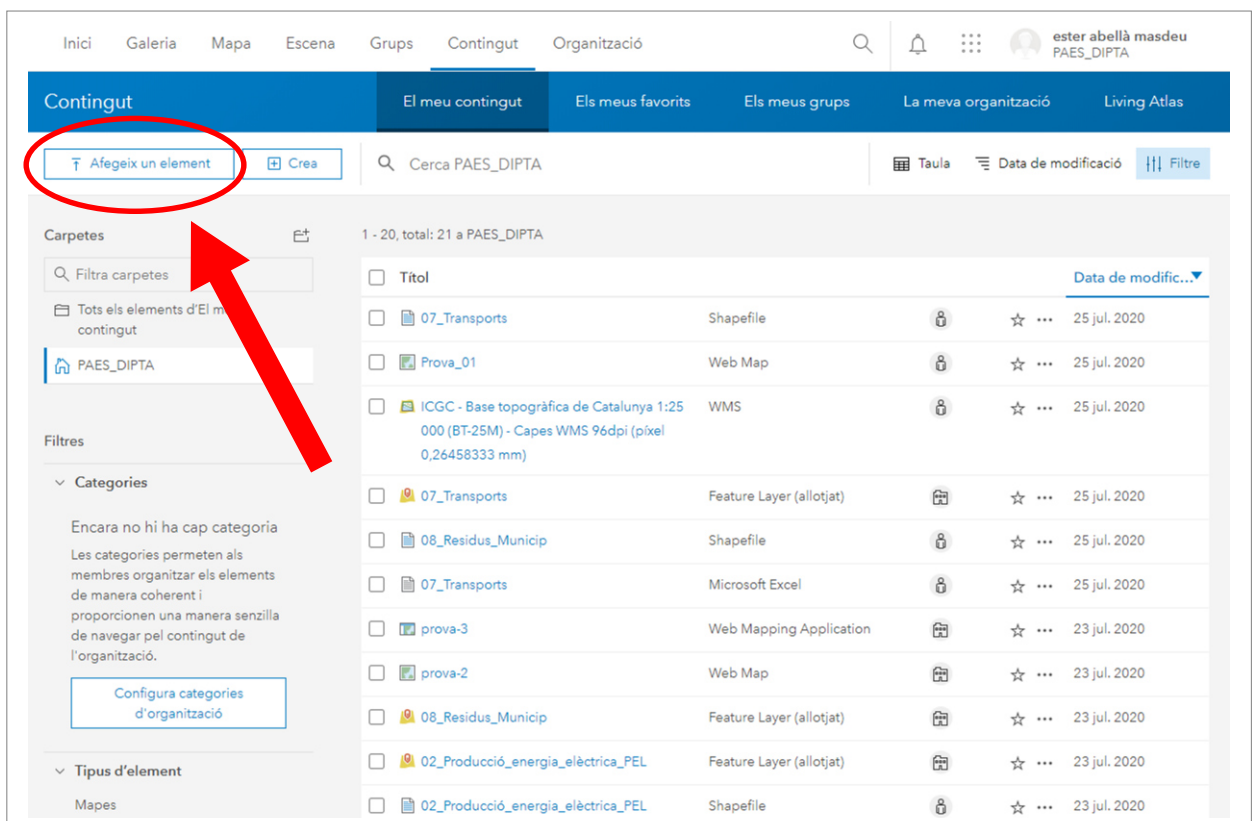 Inici Galeria Mapa Escena Grups Contingut Organització
ester abellà masdeu
PAES_DIPTA
Contingut El meu contingut Els meus favorits Els meus grups La meva organització Living Atlas
Afegeix un element Crea Cerca PAES_DIPTA Taula Data de modificació Filtre
Carpetes
Filtra carpetes
Tots els elements d'El m
contingut
PAES_DIPTA
Filtres
Categories
Encara no hi ha cap categoria
Les categories permeten als
membres organitzar els elements
de manera coherent i
proporcionen una manera senzilla
de navegar pel contingut de
l'organització.
Configura categories
d'organització
Tipus d'element
Mapes
1 - 20, total: 21 a PAES_DIPTA
Títol Data de modific...
07_Transports Shapefile 25 jul. 2020
Prova_01 Web Map 25 jul. 2020
ICGC - Base topogràfica de Catalunya 1:25 WMS 25 jul. 2020
000 (BT-25M) - Capes WMS 96dpi (píxel
0,26458333 mm)
07_Transports Feature Layer (allotjat) 25 jul. 2020
08_Residus_Municip Shapefile 25 jul. 2020
07_Transports Microsoft Excel 25 jul. 2020
prova-3 Web Mapping Application 23 jul. 2020
prova-2 Web Map 23 jul. 2020
08_Residus_Municip Feature Layer (allotjat) 23 jul. 2020
02_Producció_energia_elèctrica_PEL Feature Layer (allotjat) 23 jul. 2020
02_Producció_energia_elèctrica_PEL Shapefile 23 jul. 2020